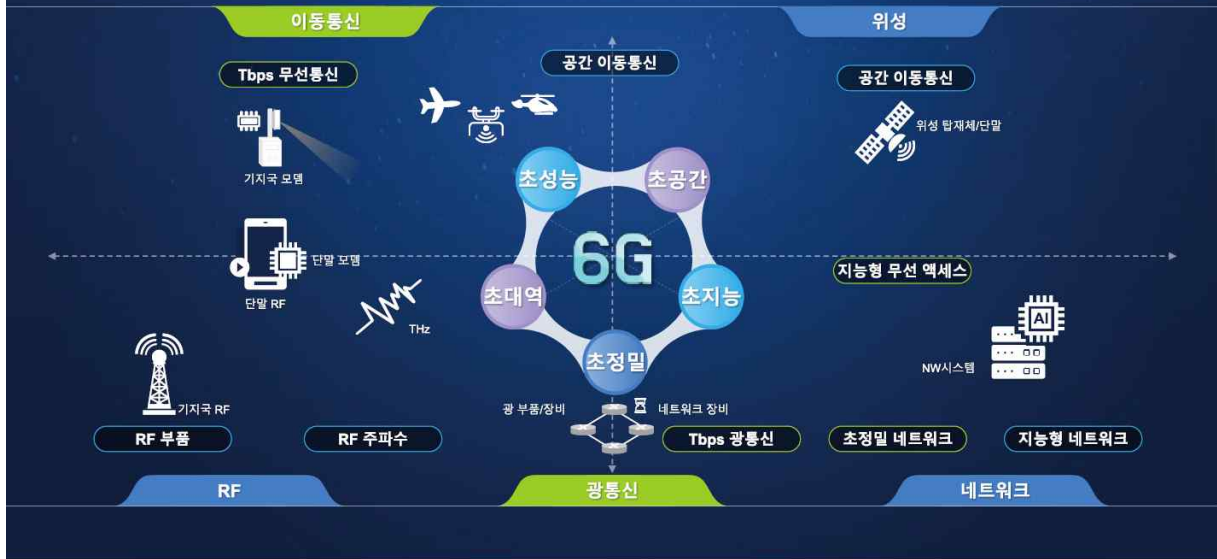 이동통신
위성
Tbps 무선통신
공간 이동통신
공간 이동통신
위성 탑재체/단말
기지국 모뎀
초성능
초공간
6G
단말 모뎀
단말 RF
지능형 무선 액세스
초대역
초지능
THz
AI
초정밀
NW시스템
기지국 RF
광 부품/장비
네트워크 장비
RF 부품
RF 주파수
Tbps 광통신
초정밀 네트워크
지능형 네트워크
RF
광통신
네트워크